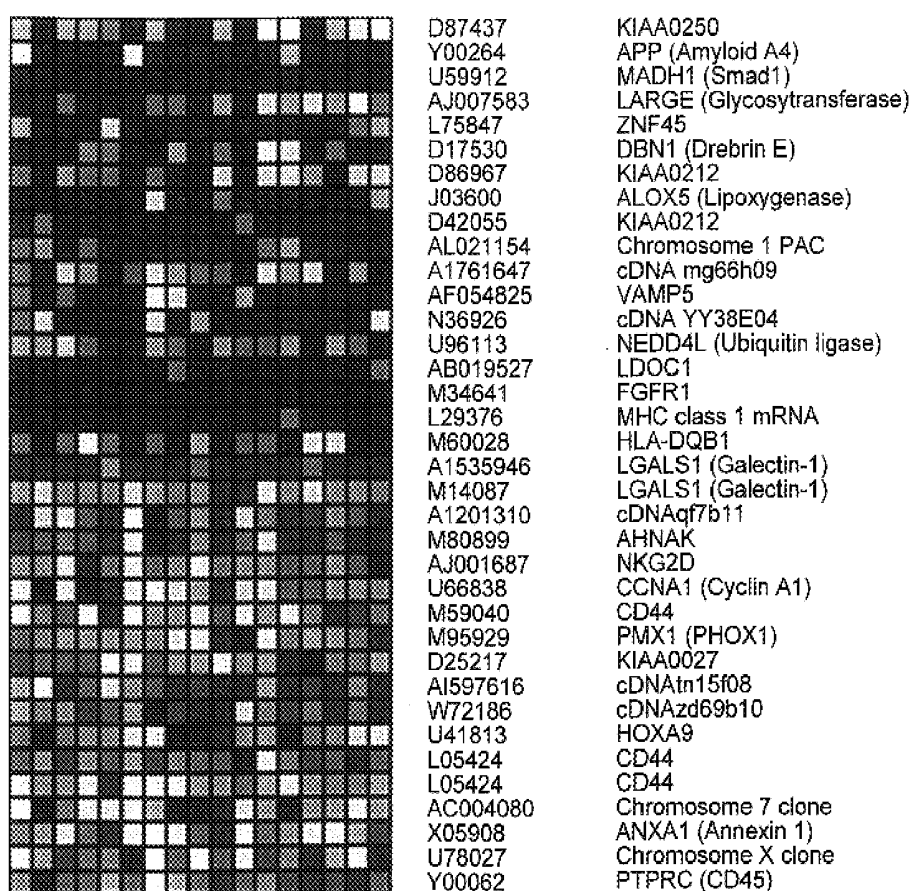 D87437 KIAA0250
Y00264 APP (Amyloid A4)
U59912 MADH1 (Smad1)
AJ007583 LARGE (Glycosytransferase)
L75847 ZNF45
D17530 DBN1 (Drebrin E)
D86967 KIAA0212
J03600 ALOX5 (Lipoxygenase)
D42055 KIAA0212
AL021154 Chromosome 1 PAC
A1761647 cDNA mg66h09
AF054825 VAMP5
N36926 cDNA YY38E04
U96113 NEDD4L (Ubiquitin ligase)
AB019527 LDOC1
M34641 FGFR1
L29376 MHC class 1 mRNA
M60028 HLA-DQB1
A1535946 LGALS1 (Galectin-1)
M14087 LGALS1 (Galectin-1)
A1201310 cDNAqf7b11
M80899 AHNAK
AJ001687 NKG2D
U66838 CCNA1 (Cyclin A1)
M59040 CD44
M95929 PMX1 (PHOX1)
D25217 KIAA0027
AI597616 cDNAtn15f08
W72186 cDNAzd69b10
U41813 HOXA9
L05424 CD44
L05424 CD44
AC004080 Chromosome 7 clone
X05908 ANXA1 (Annexin 1)
U78027 Chromosome X clone
Y00062 PTPRC (CD45)